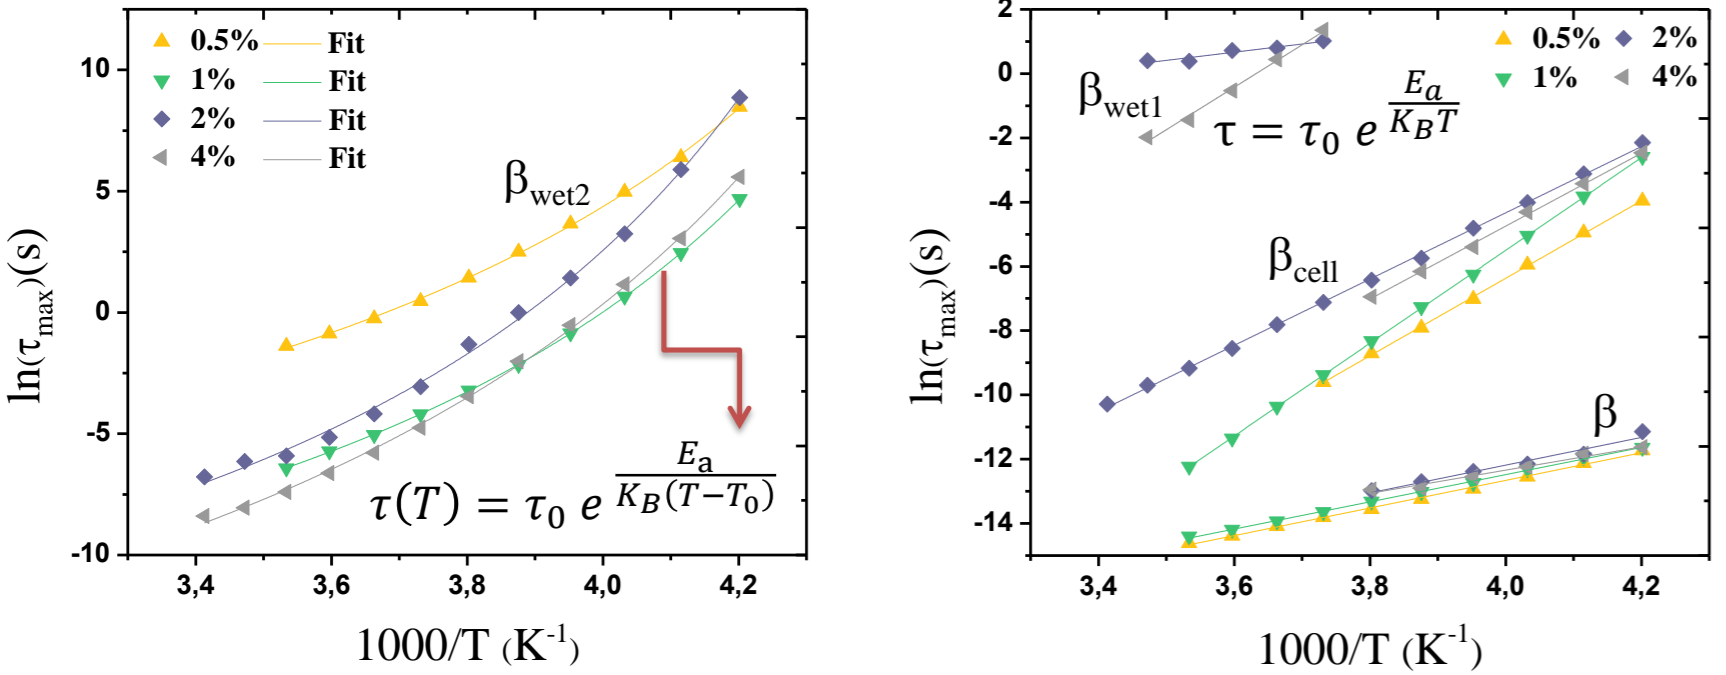 0.5% Fit
1% Fit
2% Fit
4% Fit
10
5
0
-5
-10
3,4 3,6 3,8 4,0 4,2
ln(τmax)(s)
1000/T (K-1)
βwet2
τ(T) = τ0 e Ea/KB(T−T0)
0.5% 2%
1% 4%
2
0
-2
-4
-6
-8
-10
-12
-14
3,4 3,6 3,8 4,0 4,2
ln(τmax)(s)
1000/T (K-1)
βwet1
τ = τ0 e Ea/KBT
βcell
β